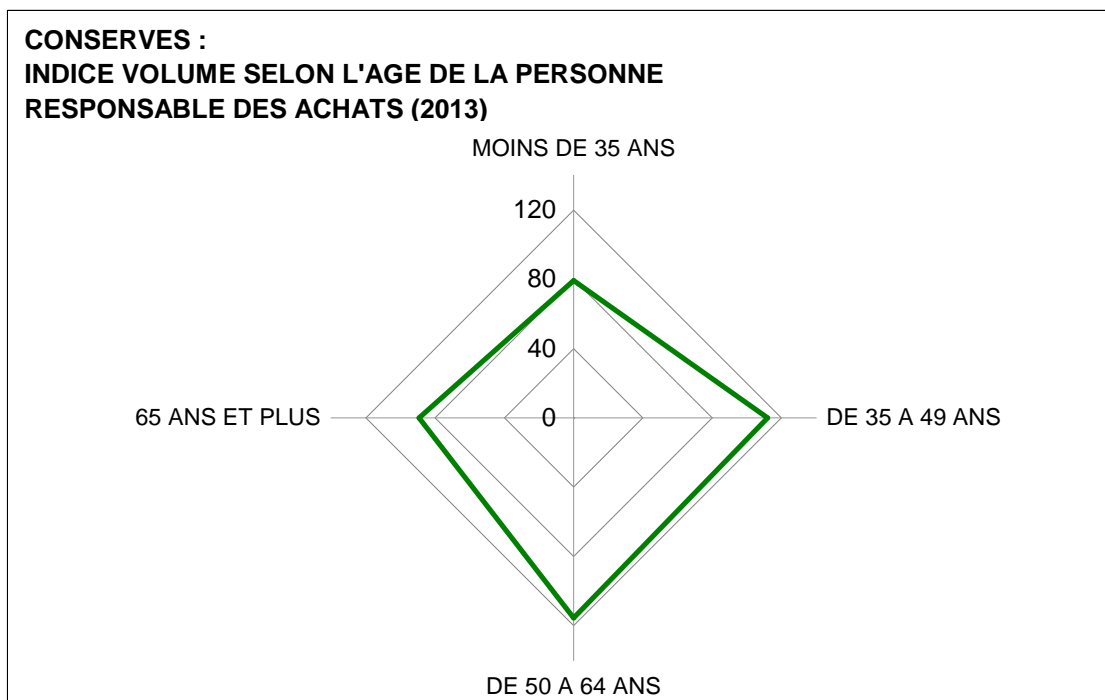 CONSERVES :
INDICE VOLUME SELON L'AGE DE LA PERSONNE
RESPONSABLE DES ACHATS (2013)
MOINS DE 35 ANS
120
80
40
0
65 ANS ET PLUS
DE 35 A 49 ANS
DE 50 A 64 ANS